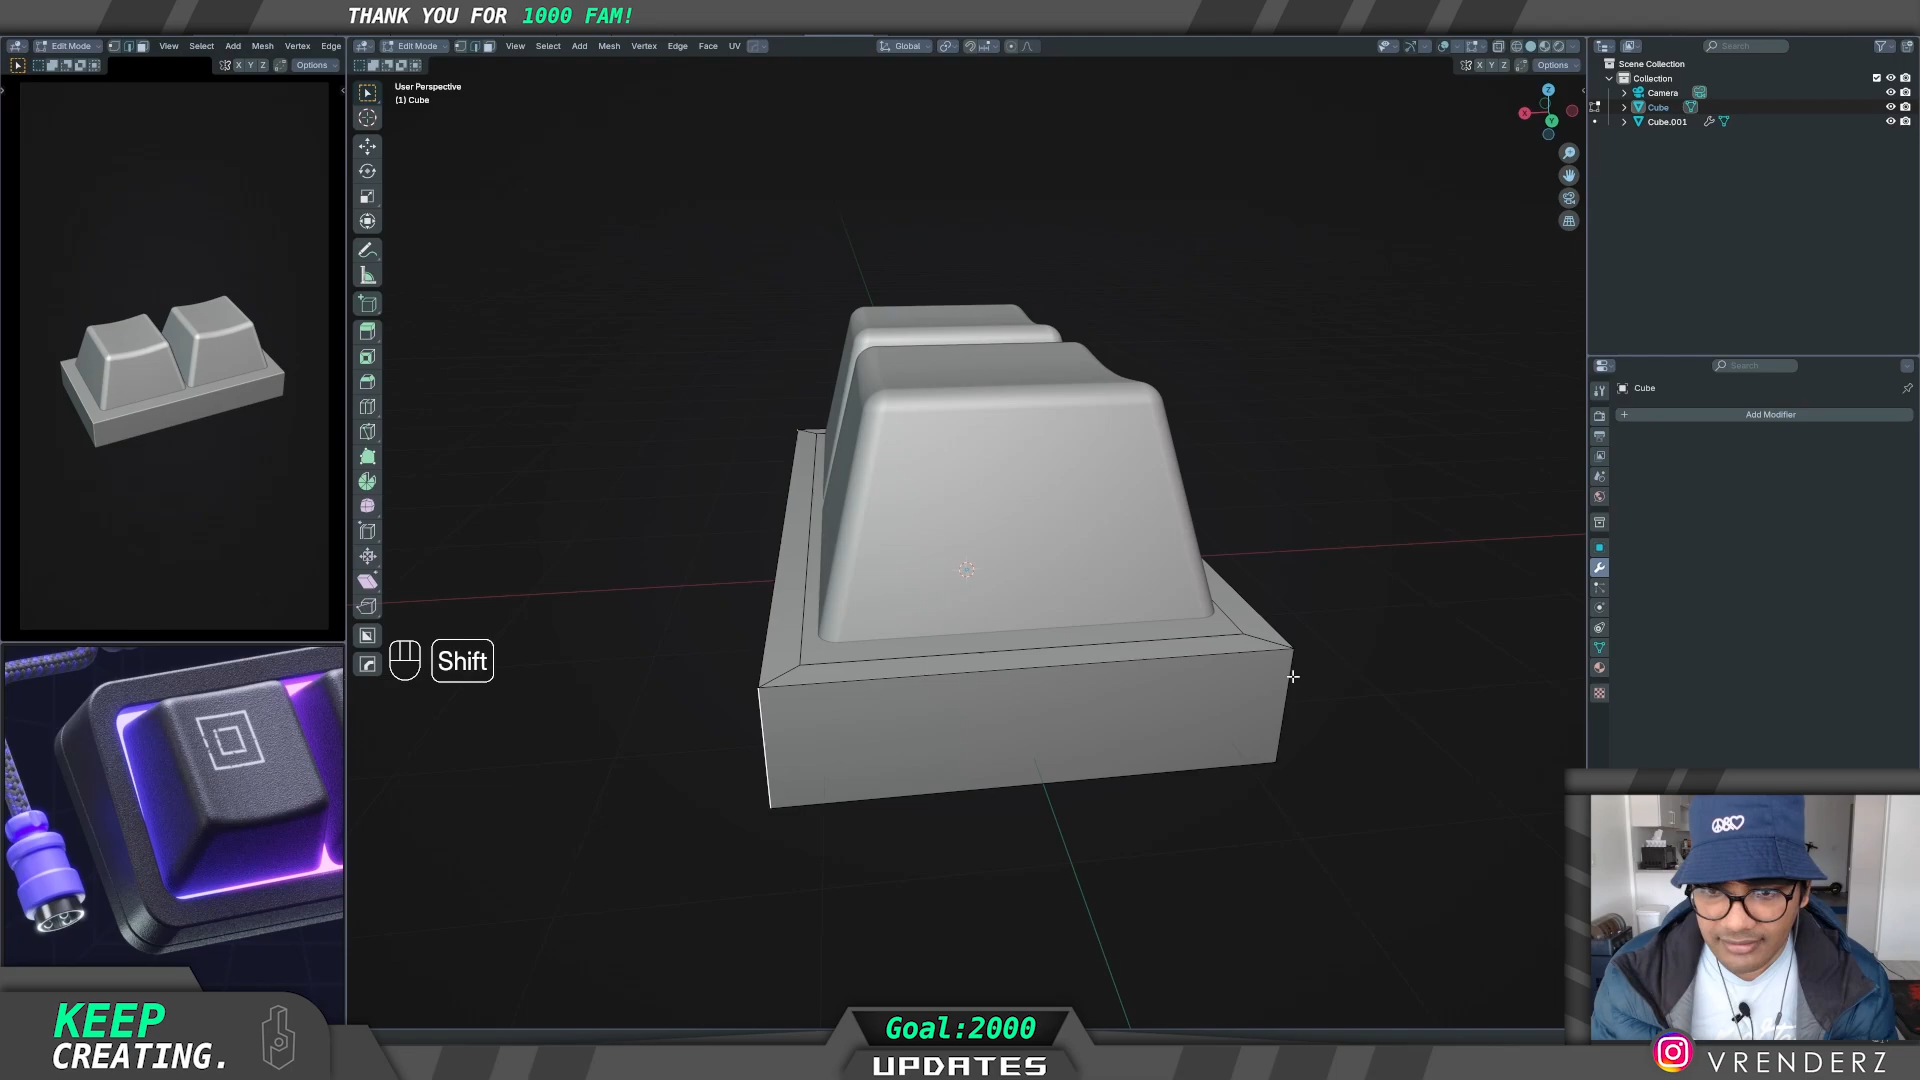 THANK YOU FOR 1000 FAM!
Edit Mode View Select Add Mesh Vertex Edge
Edit Mode View Select Add Mesh Vertex Edge Face UV
Global
Search
X Y Z Options
X Y Z Options
User Perspective
(1) Cube
Z
X
Y
Scene Collection
Collection
Camera
Cube
Cube.001
Search
Cube
Add Modifier
Shift
KEEP
CREATING.
Goal:2000
UPDATES
VRENDERZ